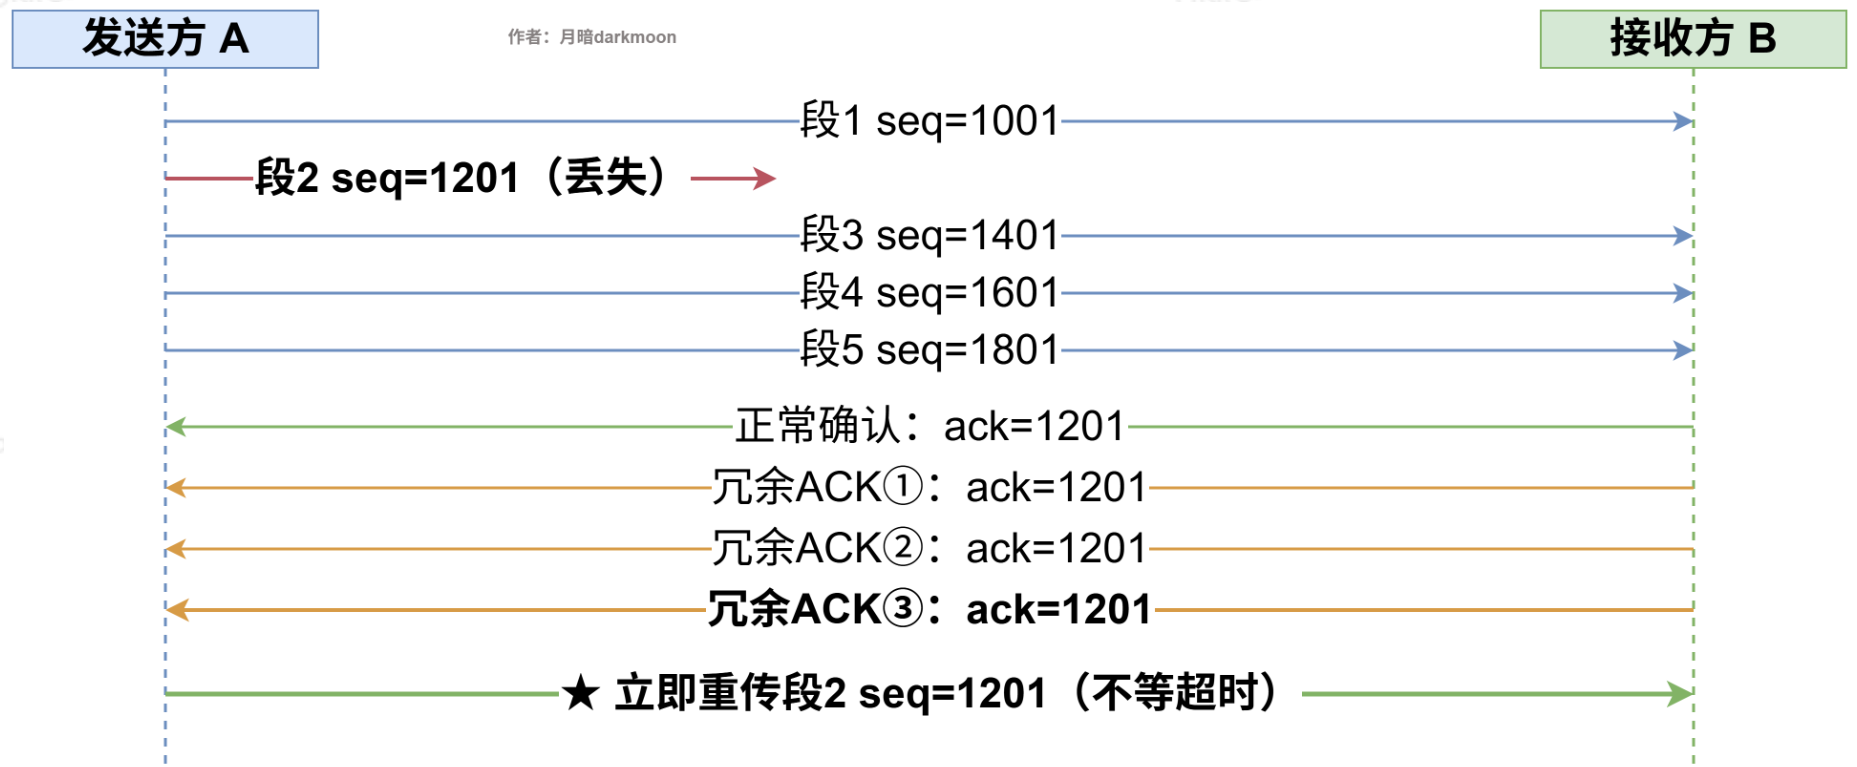 发送方 A
作者：月暗darkmoon
接收方 B
段1 seq=1001
段2 seq=1201（丢失）
段3 seq=1401
段4 seq=1601
段5 seq=1801
正常确认：ack=1201
冗余ACK①：ack=1201
冗余ACK②：ack=1201
冗余ACK③：ack=1201
★ 立即重传段2 seq=1201（不等超时）